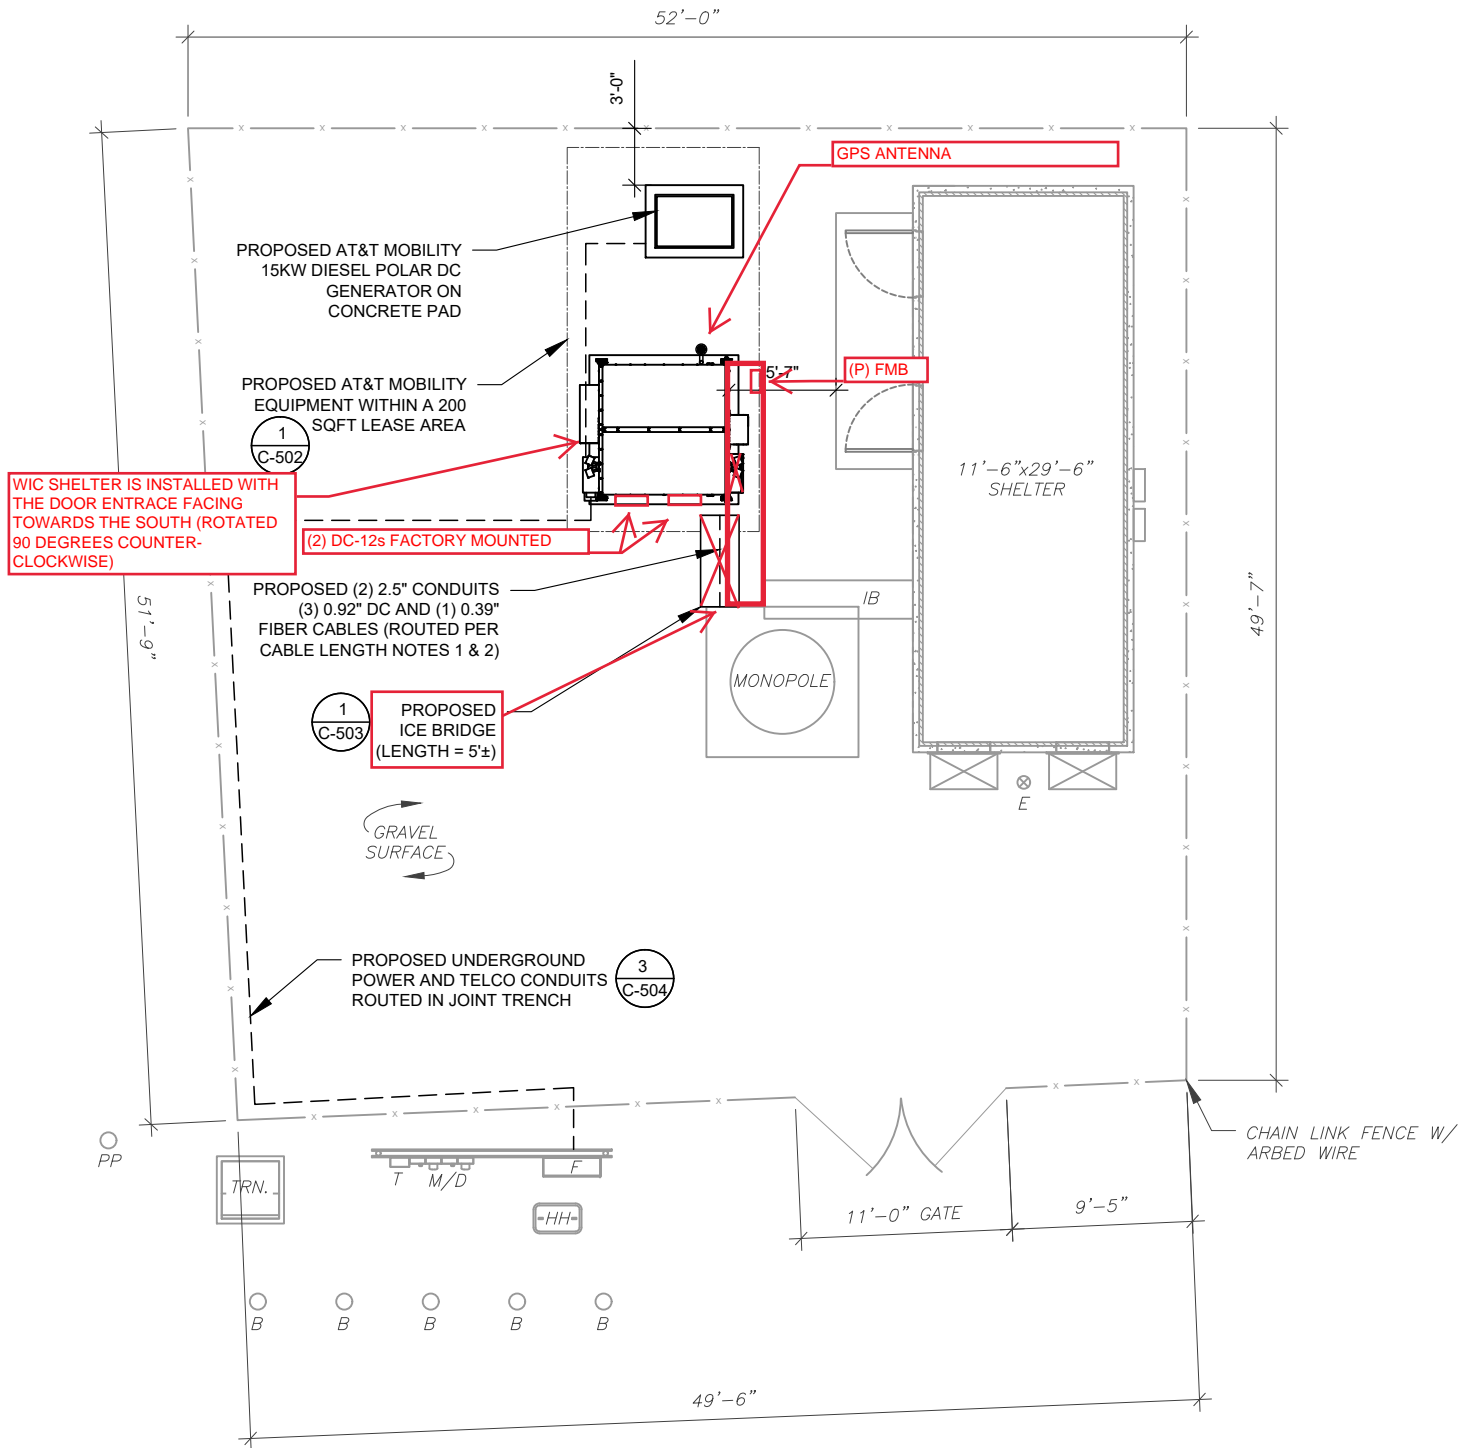 52'-0"
3'-0"
GPS ANTENNA
PROPOSED AT&T MOBILITY
15KW DIESEL POLAR DC
GENERATOR ON
CONCRETE PAD
PROPOSED AT&T MOBILITY
EQUIPMENT WITHIN A 200
SQFT LEASE AREA
5'-7"
(P) FMB
1
C-502
11'-6"x29'-6"
SHELTER
WIC SHELTER IS INSTALLED WITH
THE DOOR ENTRACE FACING
TOWARDS THE SOUTH (ROTATED
90 DEGREES COUNTER-
CLOCKWISE)
(2) DC-12s FACTORY MOUNTED
PROPOSED (2) 2.5" CONDUITS
(3) 0.92" DC AND (1) 0.39"
FIBER CABLES (ROUTED PER
CABLE LENGTH NOTES 1 & 2)
IB
51'-9"
49'-7"
MONOPOLE
1
C-503
PROPOSED
ICE BRIDGE
(LENGTH = 5'±)
E
GRAVEL
SURFACE
PROPOSED UNDERGROUND
POWER AND TELCO CONDUITS
ROUTED IN JOINT TRENCH
3
C-504
CHAIN LINK FENCE W/
ARBED WIRE
PP
TRN.
T
M/D
F
HH
11'-0" GATE
9'-5"
B
B
B
B
B
49'-6"